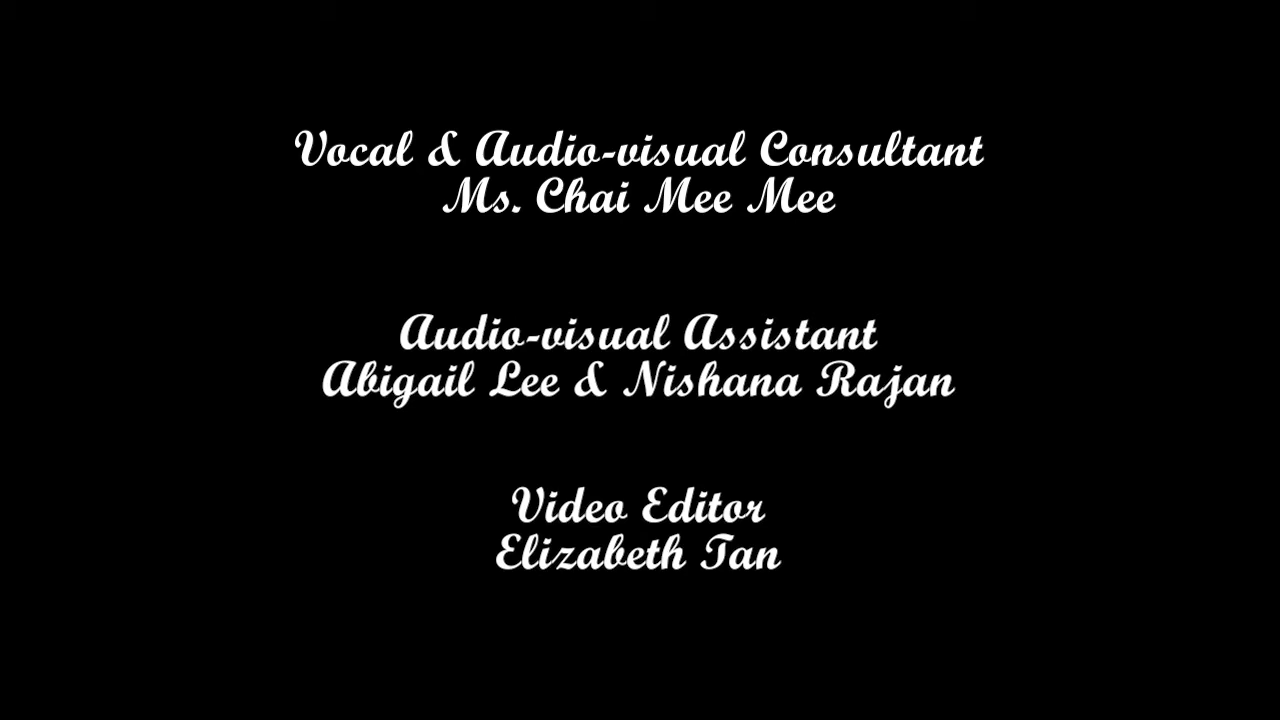 Vocal & Audio-visual Consultant
Ms. Chai Mee Mee
Audio-visual Assistant
Abigail Lee & Nishana Rajan
Video Editor
Elizabeth Tan